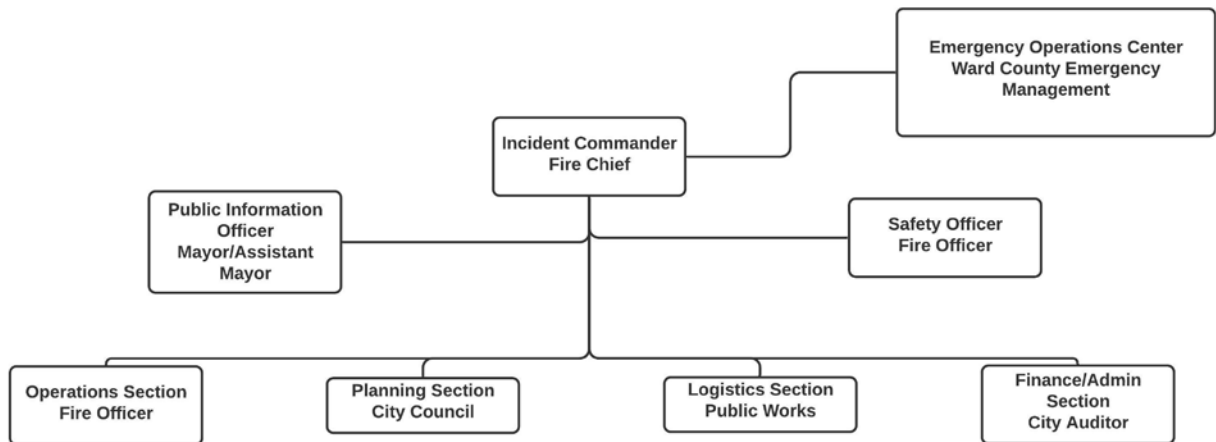 Emergency Operations Center
Ward County Emergency
Management
Incident Commander
Fire Chief
Public Information
Officer
Mayor/Assistant
Mayor
Safety Officer
Fire Officer
Operations Section
Fire Officer
Planning Section
City Council
Logistics Section
Public Works
Finance/Admin
Section
City Auditor